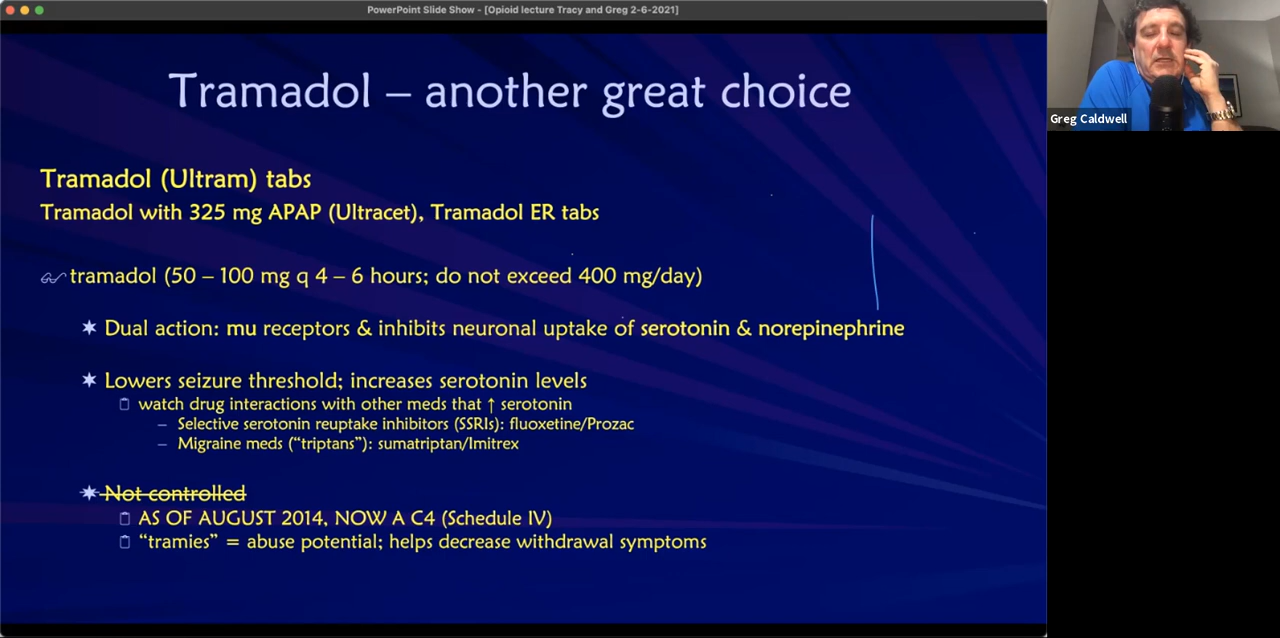 PowerPoint Slide Show - [Opioid lecture Tracy and Greg 2-6-2021]
Tramadol – another great choice
Tramadol (Ultram) tabs
Tramadol with 325 mg APAP (Ultracet), Tramadol ER tabs
tramadol (50 – 100 mg q 4 – 6 hours; do not exceed 400 mg/day)
Dual action: mu receptors & inhibits neuronal uptake of serotonin & norepinephrine
Lowers seizure threshold; increases serotonin levels
watch drug interactions with other meds that ↑ serotonin
– Selective serotonin reuptake inhibitors (SSRIs): fluoxetine/Prozac
– Migraine meds (“triptans”): sumatriptan/Imitrex
Not controlled
AS OF AUGUST 2014, NOW A C4 (Schedule IV)
“tramies” = abuse potential; helps decrease withdrawal symptoms
Greg Caldwell